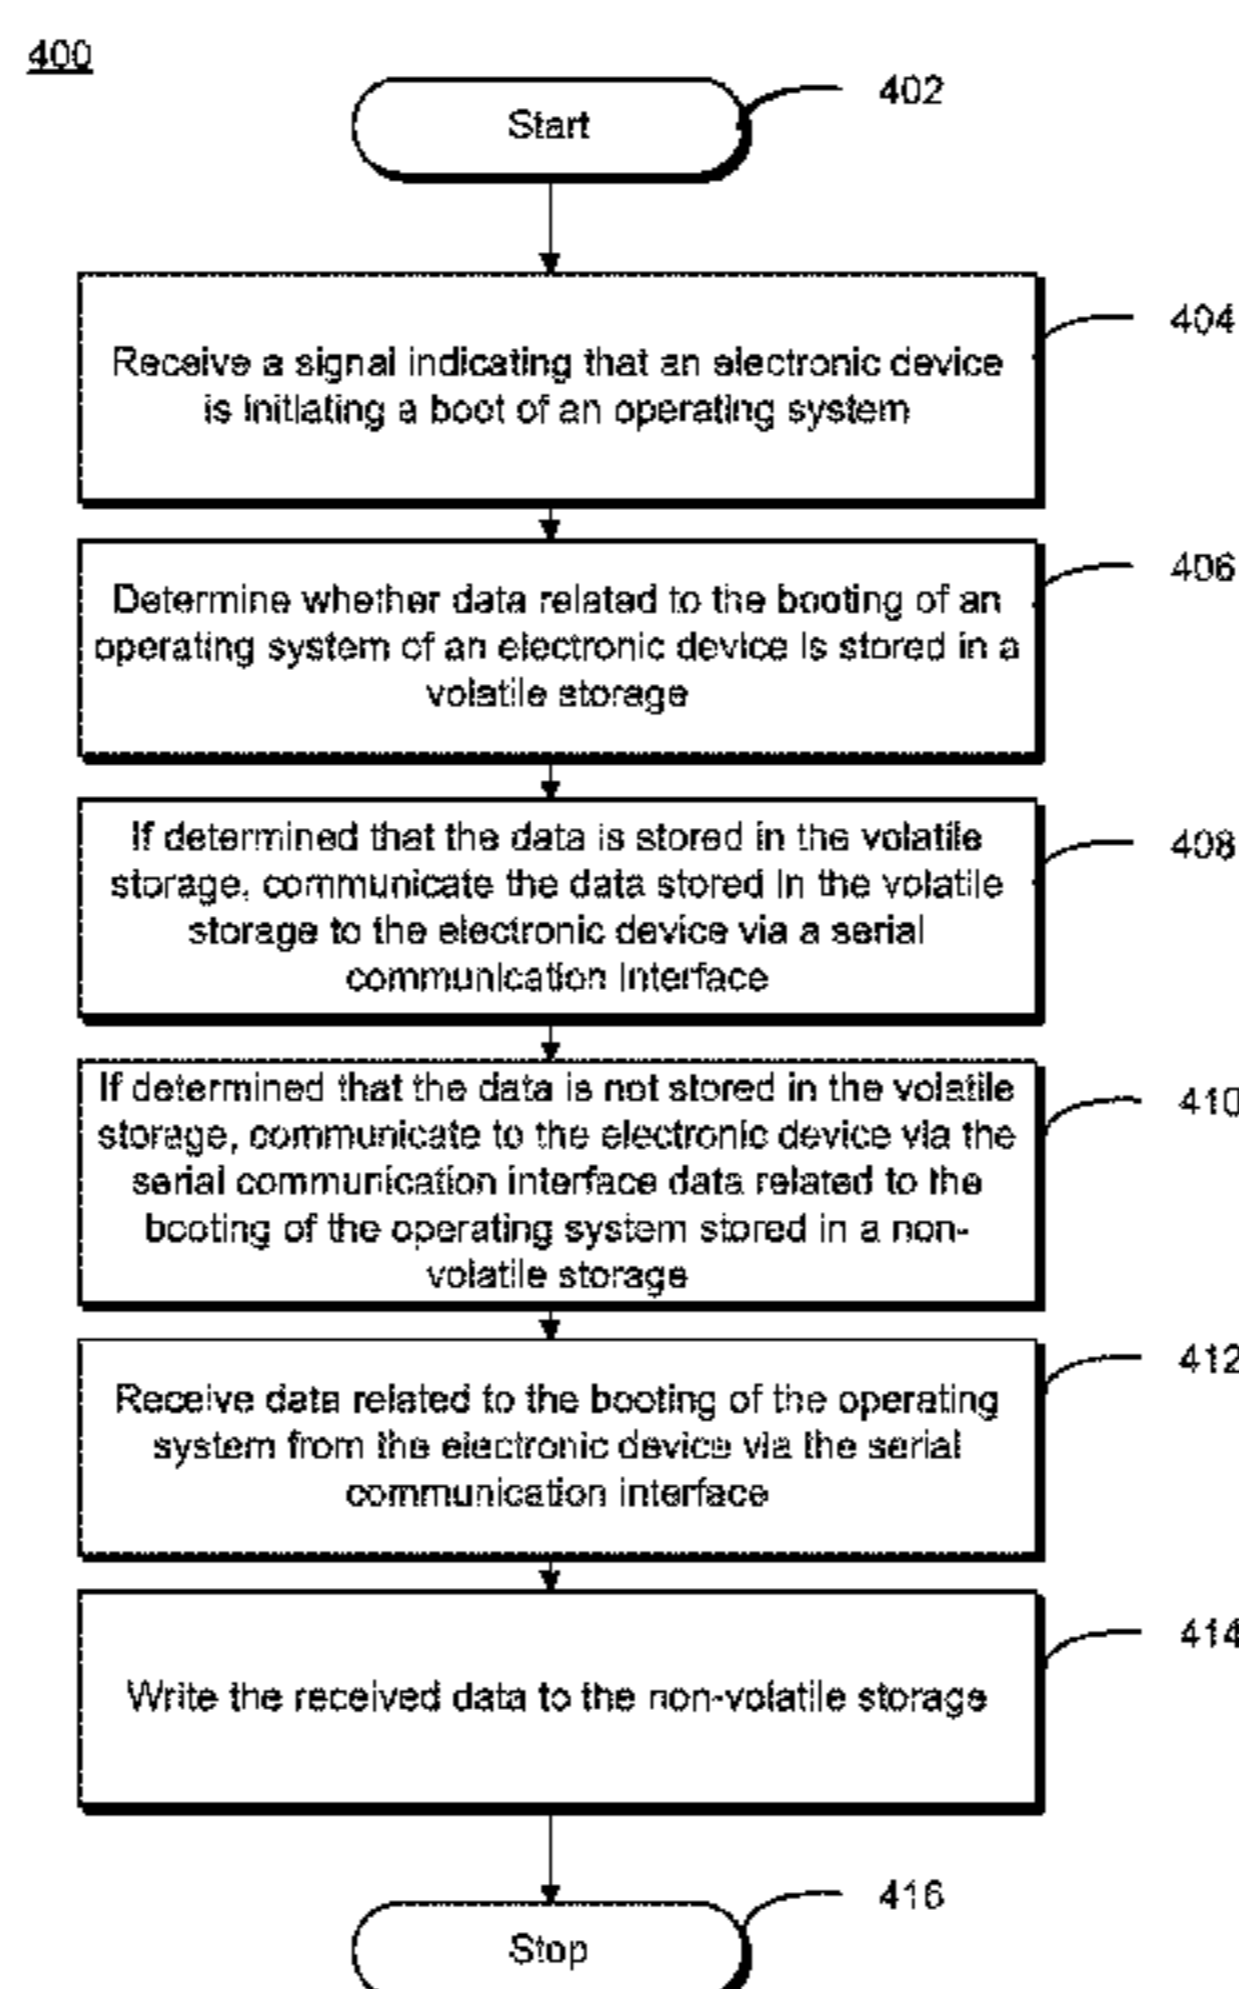 400
Start
402
Receive a signal indicating that an electronic device
is initiating a boot of an operating system
404
Determine whether data related to the booting of an
operating system of an electronic device is stored in a
volatile storage
406
If determined that the data is stored in the volatile
storage, communicate the data stored in the volatile
storage to the electronic device via a serial
communication interface
408
If determined that the data is not stored in the volatile
storage, communicate to the electronic device via the
serial communication interface data related to the
booting of the operating system stored in a non-
volatile storage
410
Receive data related to the booting of the operating
system from the electronic device via the serial
communication interface
412
Write the received data to the non-volatile storage
414
Stop
416